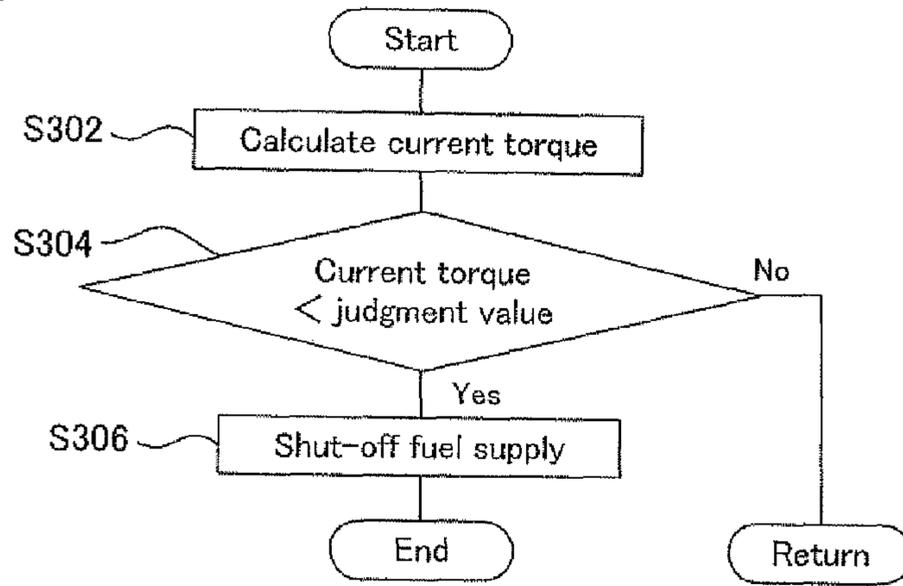 Start
S302
Calculate current torque
S304
Current torque
< judgment value
No
Yes
S306
Shut-off fuel supply
End
Return